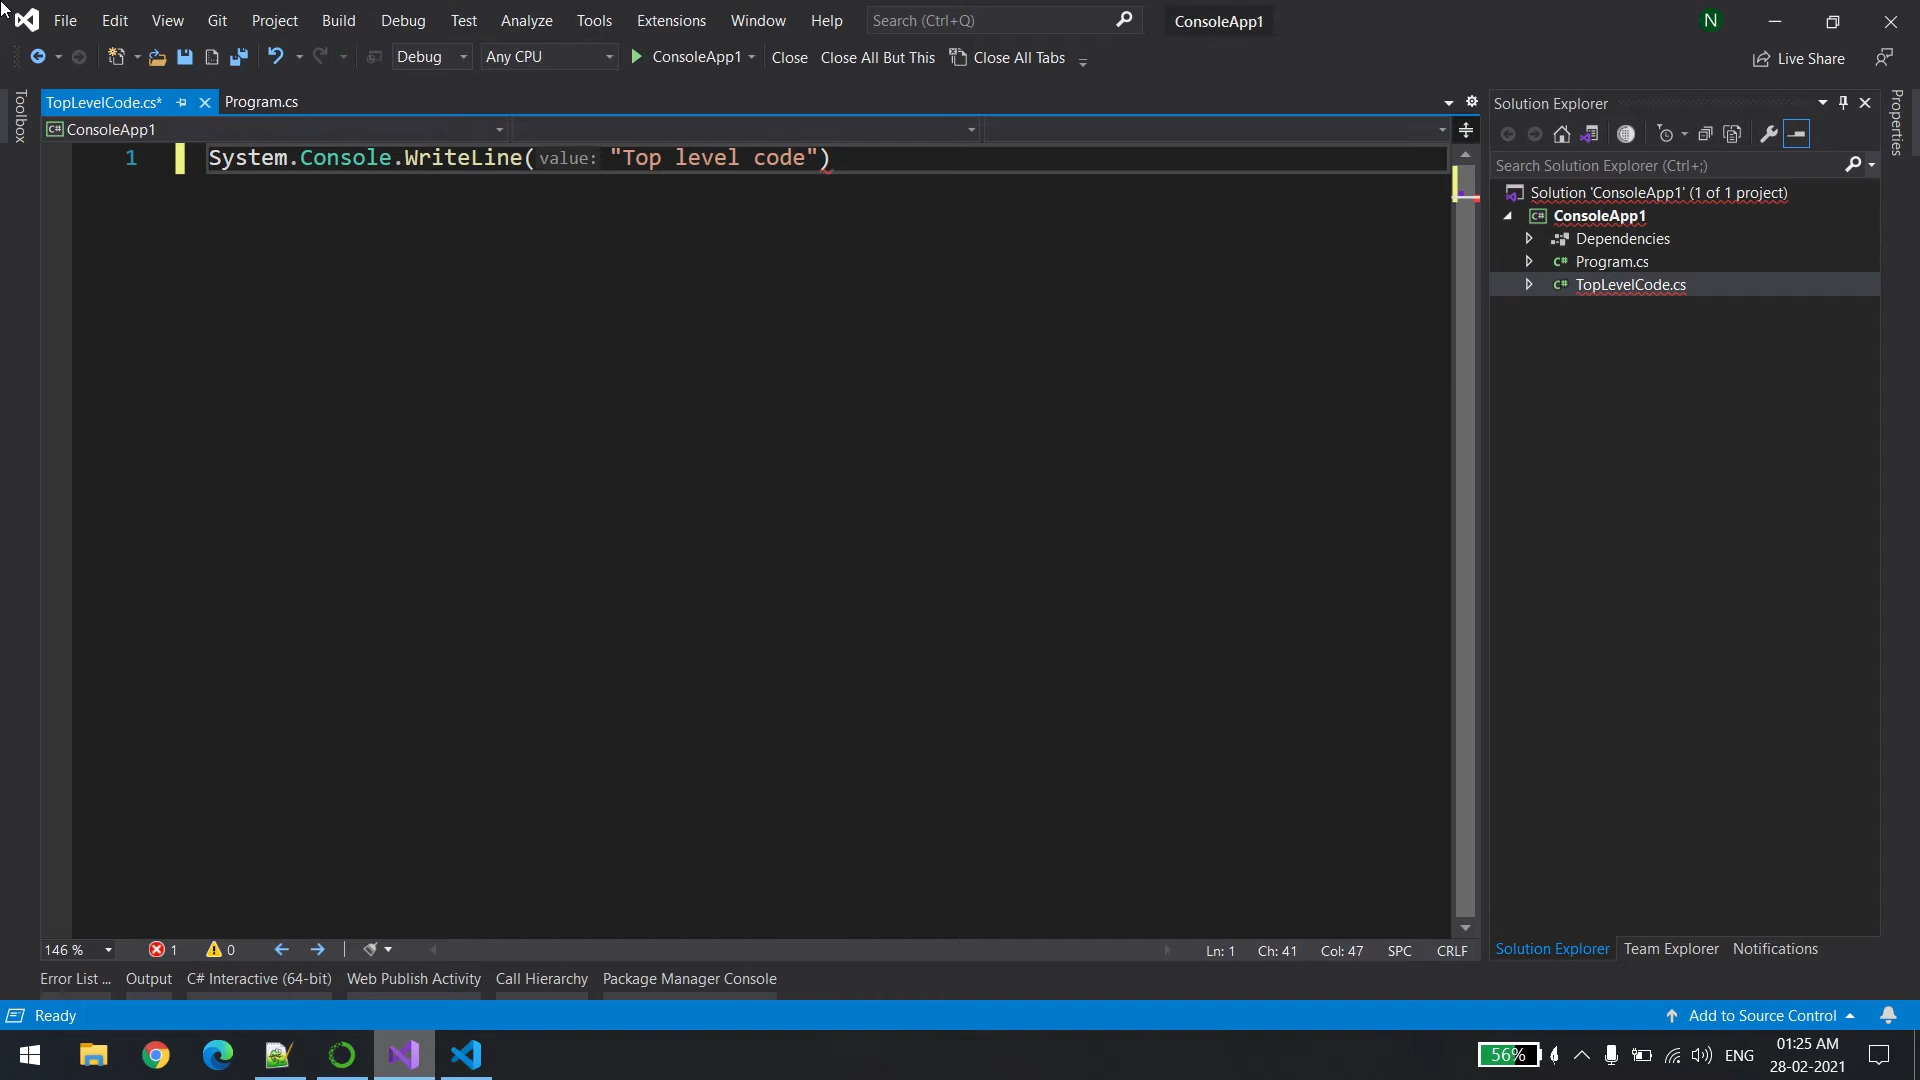 File Edit View Git Project Build Debug Test Analyze Tools Extensions Window Help Search (Ctrl+Q) ConsoleApp1 N
Debug Any CPU ConsoleApp1 Close Close All But This Close All Tabs Live Share
Toolbox
TopLevelCode.cs* Program.cs
ConsoleApp1
1 System.Console.WriteLine(value: "Top level code")
Solution Explorer
Search Solution Explorer (Ctrl+;)
Solution 'ConsoleApp1' (1 of 1 project)
C# ConsoleApp1
Dependencies
C# Program.cs
C# TopLevelCode.cs
Properties
146 % 1 0 Ln: 1 Ch: 41 Col: 47 SPC CRLF
Solution Explorer Team Explorer Notifications
Error List ... Output C# Interactive (64-bit) Web Publish Activity Call Hierarchy Package Manager Console
Ready Add to Source Control
56% ENG 01:25 AM
28-02-2021